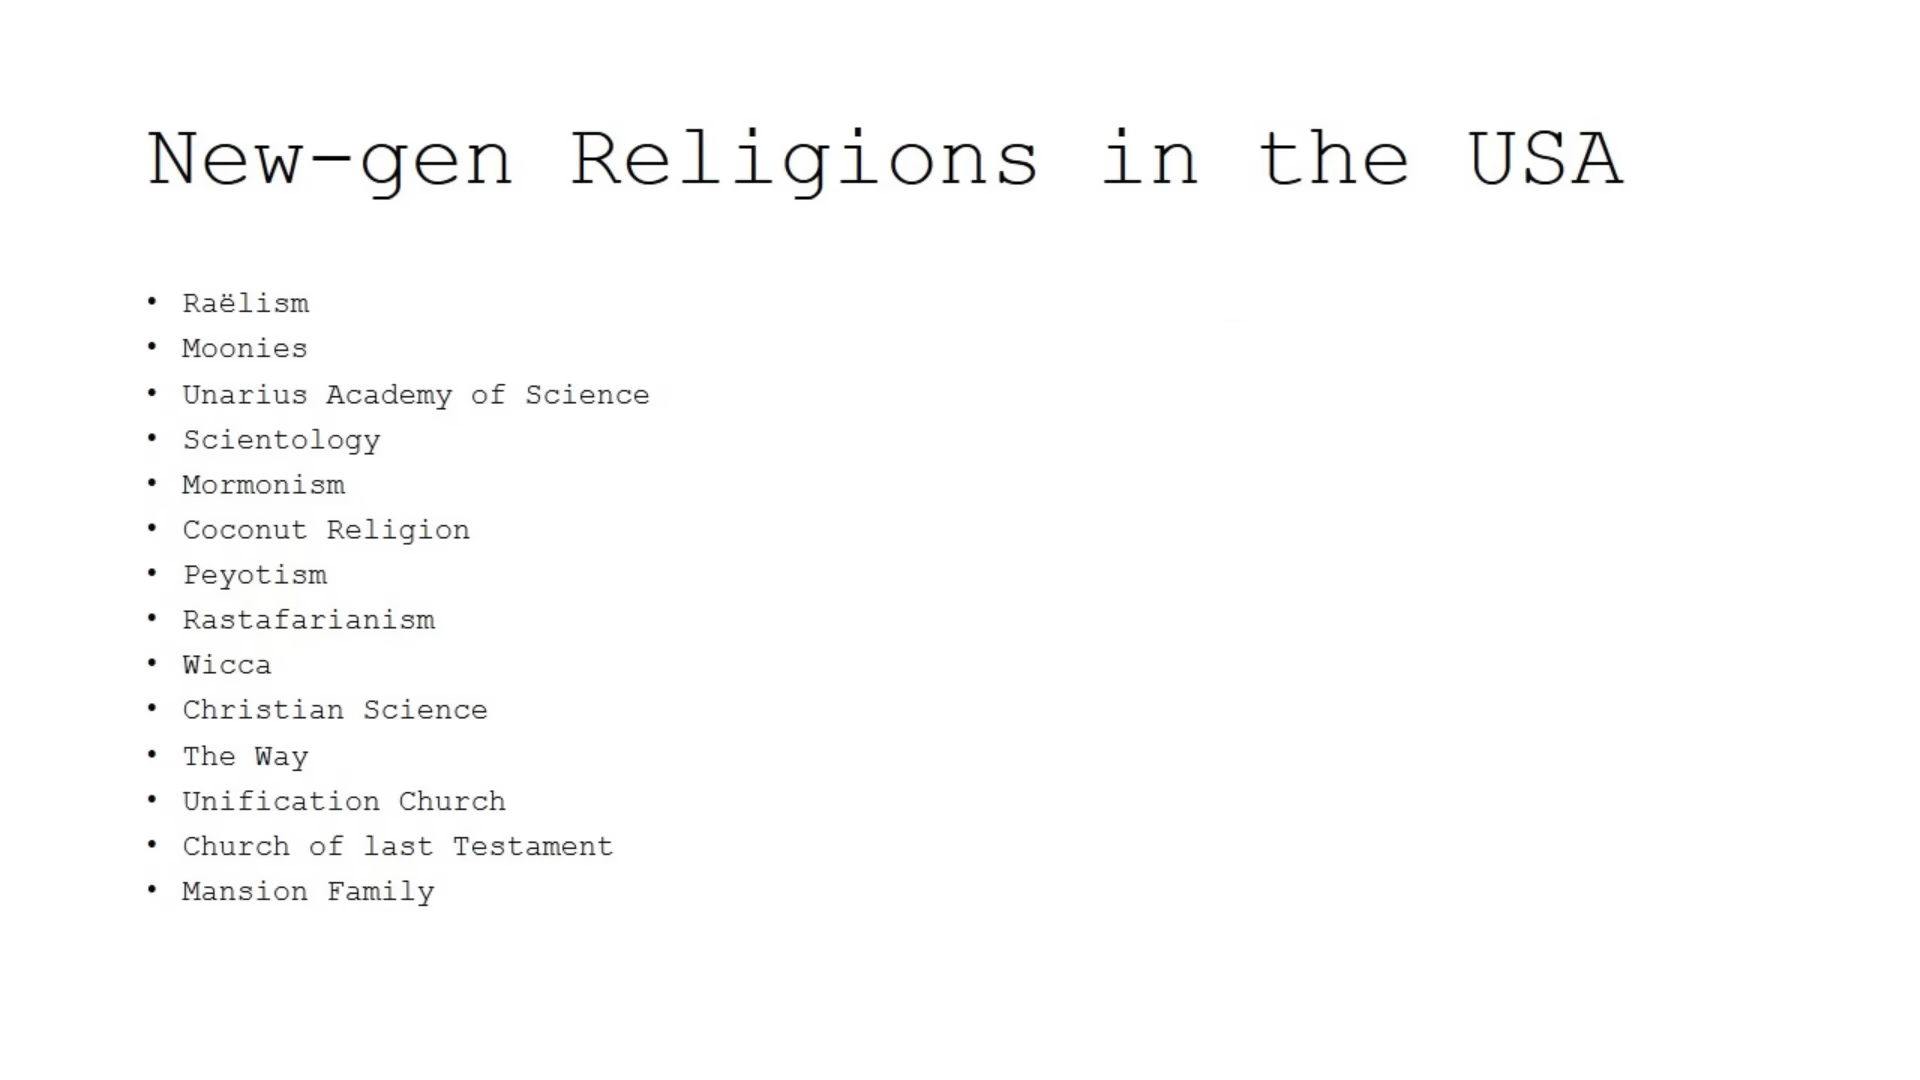 New-gen Religions in the USA
• Raëlism
• Moonies
• Unarius Academy of Science
• Scientology
• Mormonism
• Coconut Religion
• Peyotism
• Rastafarianism
• Wicca
• Christian Science
• The Way
• Unification Church
• Church of last Testament
• Mansion Family